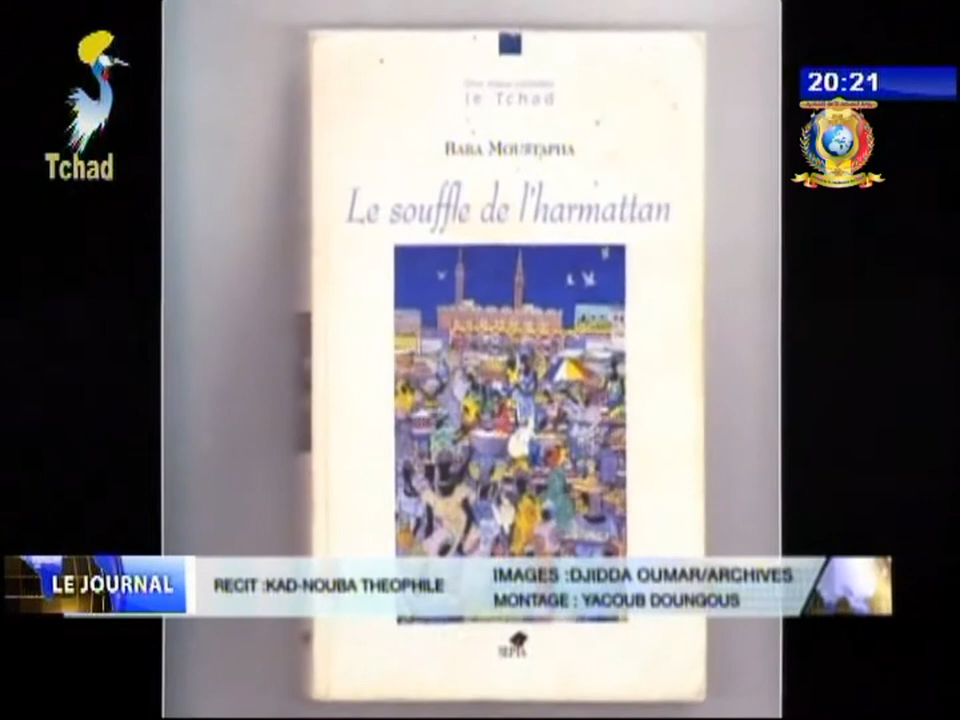 Tchad
20:21
le Tchad
BABA MOUSTAPHA
Le souffle de l'harmattan
LE JOURNAL
RECIT :KAD-NOUBA THEOPHILE
IMAGES :DJIDDA OUMAR/ARCHIVES
MONTAGE : YACOUB DOUNGOUS
SÉPIA